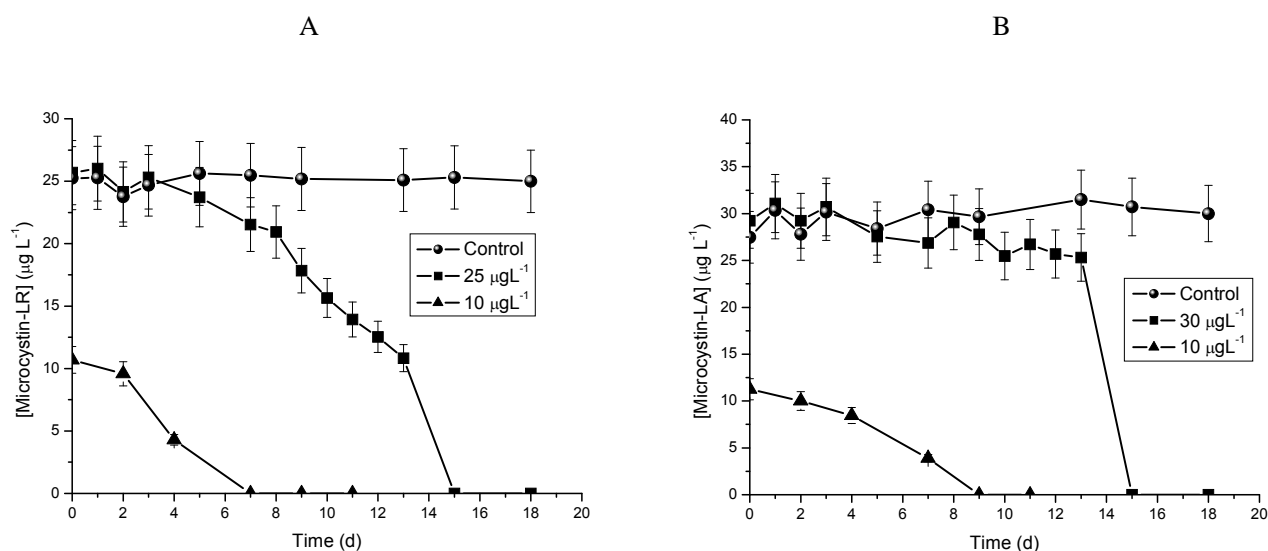 A
30
25
20
15
10
5
0
[Microcystin-LR] (μg L⁻¹)
Control
25 μgL⁻¹
10 μgL⁻¹
0 2 4 6 8 10 12 14 16 18 20
Time (d)
B
40
35
30
25
20
15
10
5
0
[Microcystin-LA] (μg L⁻¹)
Control
30 μgL⁻¹
10 μgL⁻¹
0 2 4 6 8 10 12 14 16 18 20
Time (d)